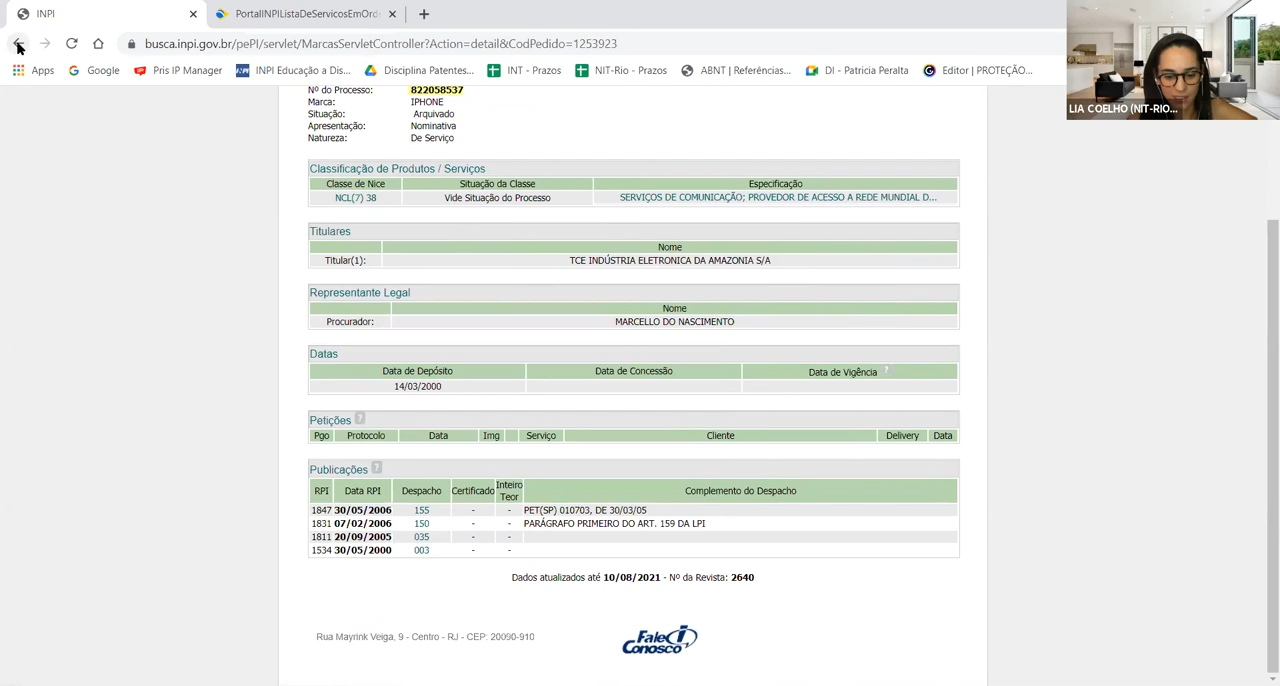 INPI
PortalINPIListaDeServicosEmOrde
busca.inpi.gov.br/pePI/servlet/MarcasServletController?Action=detail&CodPedido=1253923
Apps Google Pris IP Manager INPI Educação a Dis... Disciplina Patentes... INT - Prazos NIT-Rio - Prazos ABNT | Referências... DI - Patricia Peralta Editor | PROTEÇÃO...
LIA COELHO (NIT-RIO...
Nº do Processo: 822058537
Marca: IPHONE
Situação: Arquivado
Apresentação: Nominativa
Natureza: De Serviço
Classificação de Produtos / Serviços
Classe de Nice Situação da Classe Especificação
NCL(7) 38 Vide Situação do Processo SERVIÇOS DE COMUNICAÇÃO; PROVEDOR DE ACESSO A REDE MUNDIAL D...
Titulares
Nome
Titular(1): TCE INDÚSTRIA ELETRONICA DA AMAZONIA S/A
Representante Legal
Nome
Procurador: MARCELLO DO NASCIMENTO
Datas
Data de Depósito Data de Concessão Data de Vigência ?
14/03/2000
Petições ?
Pgo Protocolo Data Img Serviço Cliente Delivery Data
Publicações ?
RPI Data RPI Despacho Certificado Inteiro Teor Complemento do Despacho
1847 30/05/2006 155 - - PET(SP) 010703, DE 30/03/05
1831 07/02/2006 150 - - PARÁGRAFO PRIMEIRO DO ART. 159 DA LPI
1811 20/09/2005 035 - -
1534 30/05/2000 003 - -
Dados atualizados até 10/08/2021 - Nº da Revista: 2640
Rua Mayrink Veiga, 9 - Centro - RJ - CEP: 20090-910
Fale Conosco